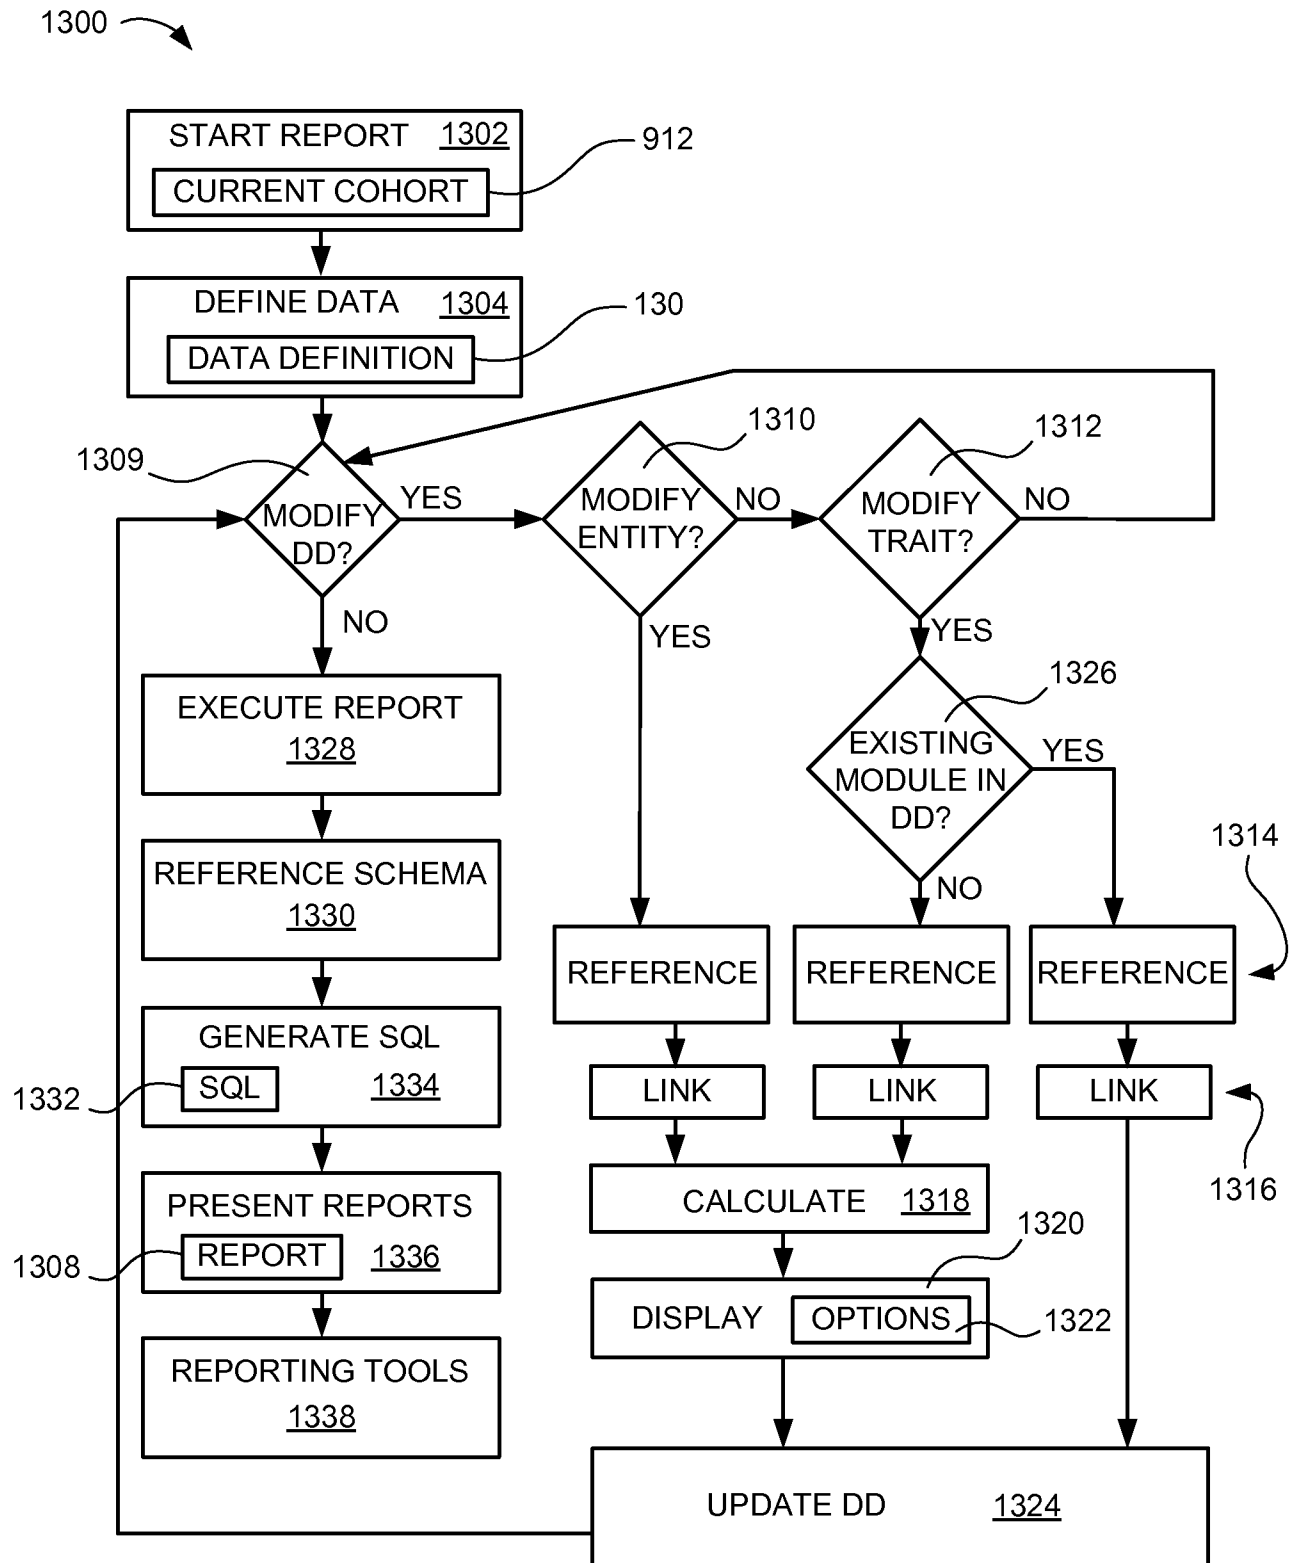 1300
START REPORT 1302
912
CURRENT COHORT
DEFINE DATA 1304
130
DATA DEFINITION
1309
1310
1312
MODIFY
DD?
YES
MODIFY
ENTITY?
NO
MODIFY
TRAIT?
NO
NO
YES
YES
1326
EXECUTE REPORT
1328
EXISTING
MODULE IN
DD?
YES
1314
REFERENCE SCHEMA
1330
NO
REFERENCE
REFERENCE
REFERENCE
GENERATE SQL
1332
SQL
1334
LINK
LINK
LINK
1316
PRESENT REPORTS
CALCULATE 1318
1308
REPORT
1336
1320
DISPLAY
OPTIONS
1322
REPORTING TOOLS
1338
UPDATE DD 1324